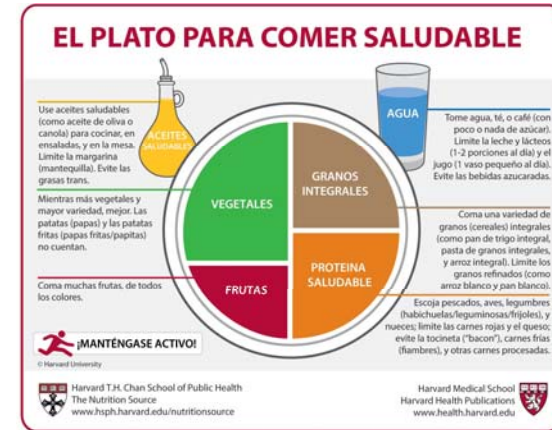 EL PLATO PARA COMER SALUDABLE
Use aceites saludables
(como aceite de oliva o
canola) para cocinar, en
ensaladas, y en la mesa.
Limite la margarina
(mantequilla). Evite las
grasas trans.
ACEITES
SALUDABLES
AGUA
Tome agua, té, o café (con
poco o nada de azúcar).
Limite la leche y lácteos
(1-2 porciones al día) y el
jugo (1 vaso pequeño al día).
Evite las bebidas azucaradas.
Mientras más vegetales y
mayor variedad, mejor. Las
patatas (papas) y las patatas
fritas (papas fritas/papitas)
no cuentan.
VEGETALES
GRANOS
INTEGRALES
Coma una variedad de
granos (cereales) integrales
(como pan de trigo integral,
pasta de granos integrales,
y arroz integral). Limite los
granos refinados (como
arroz blanco y pan blanco).
Coma muchas frutas, de todos
los colores.
FRUTAS
PROTEINA
SALUDABLE
Escoja pescados, aves, legumbres
(habichuelas/leguminosas/frijoles), y
nueces; limite las carnes rojas y el queso;
evite la tocineta ("bacon"), carnes frías
(fiambres), y otras carnes procesadas.
¡MANTÉNGASE ACTIVO!
© Harvard University
Harvard T.H. Chan School of Public Health
The Nutrition Source
www.hsph.harvard.edu/nutritionsource
Harvard Medical School
Harvard Health Publications
www.health.harvard.edu